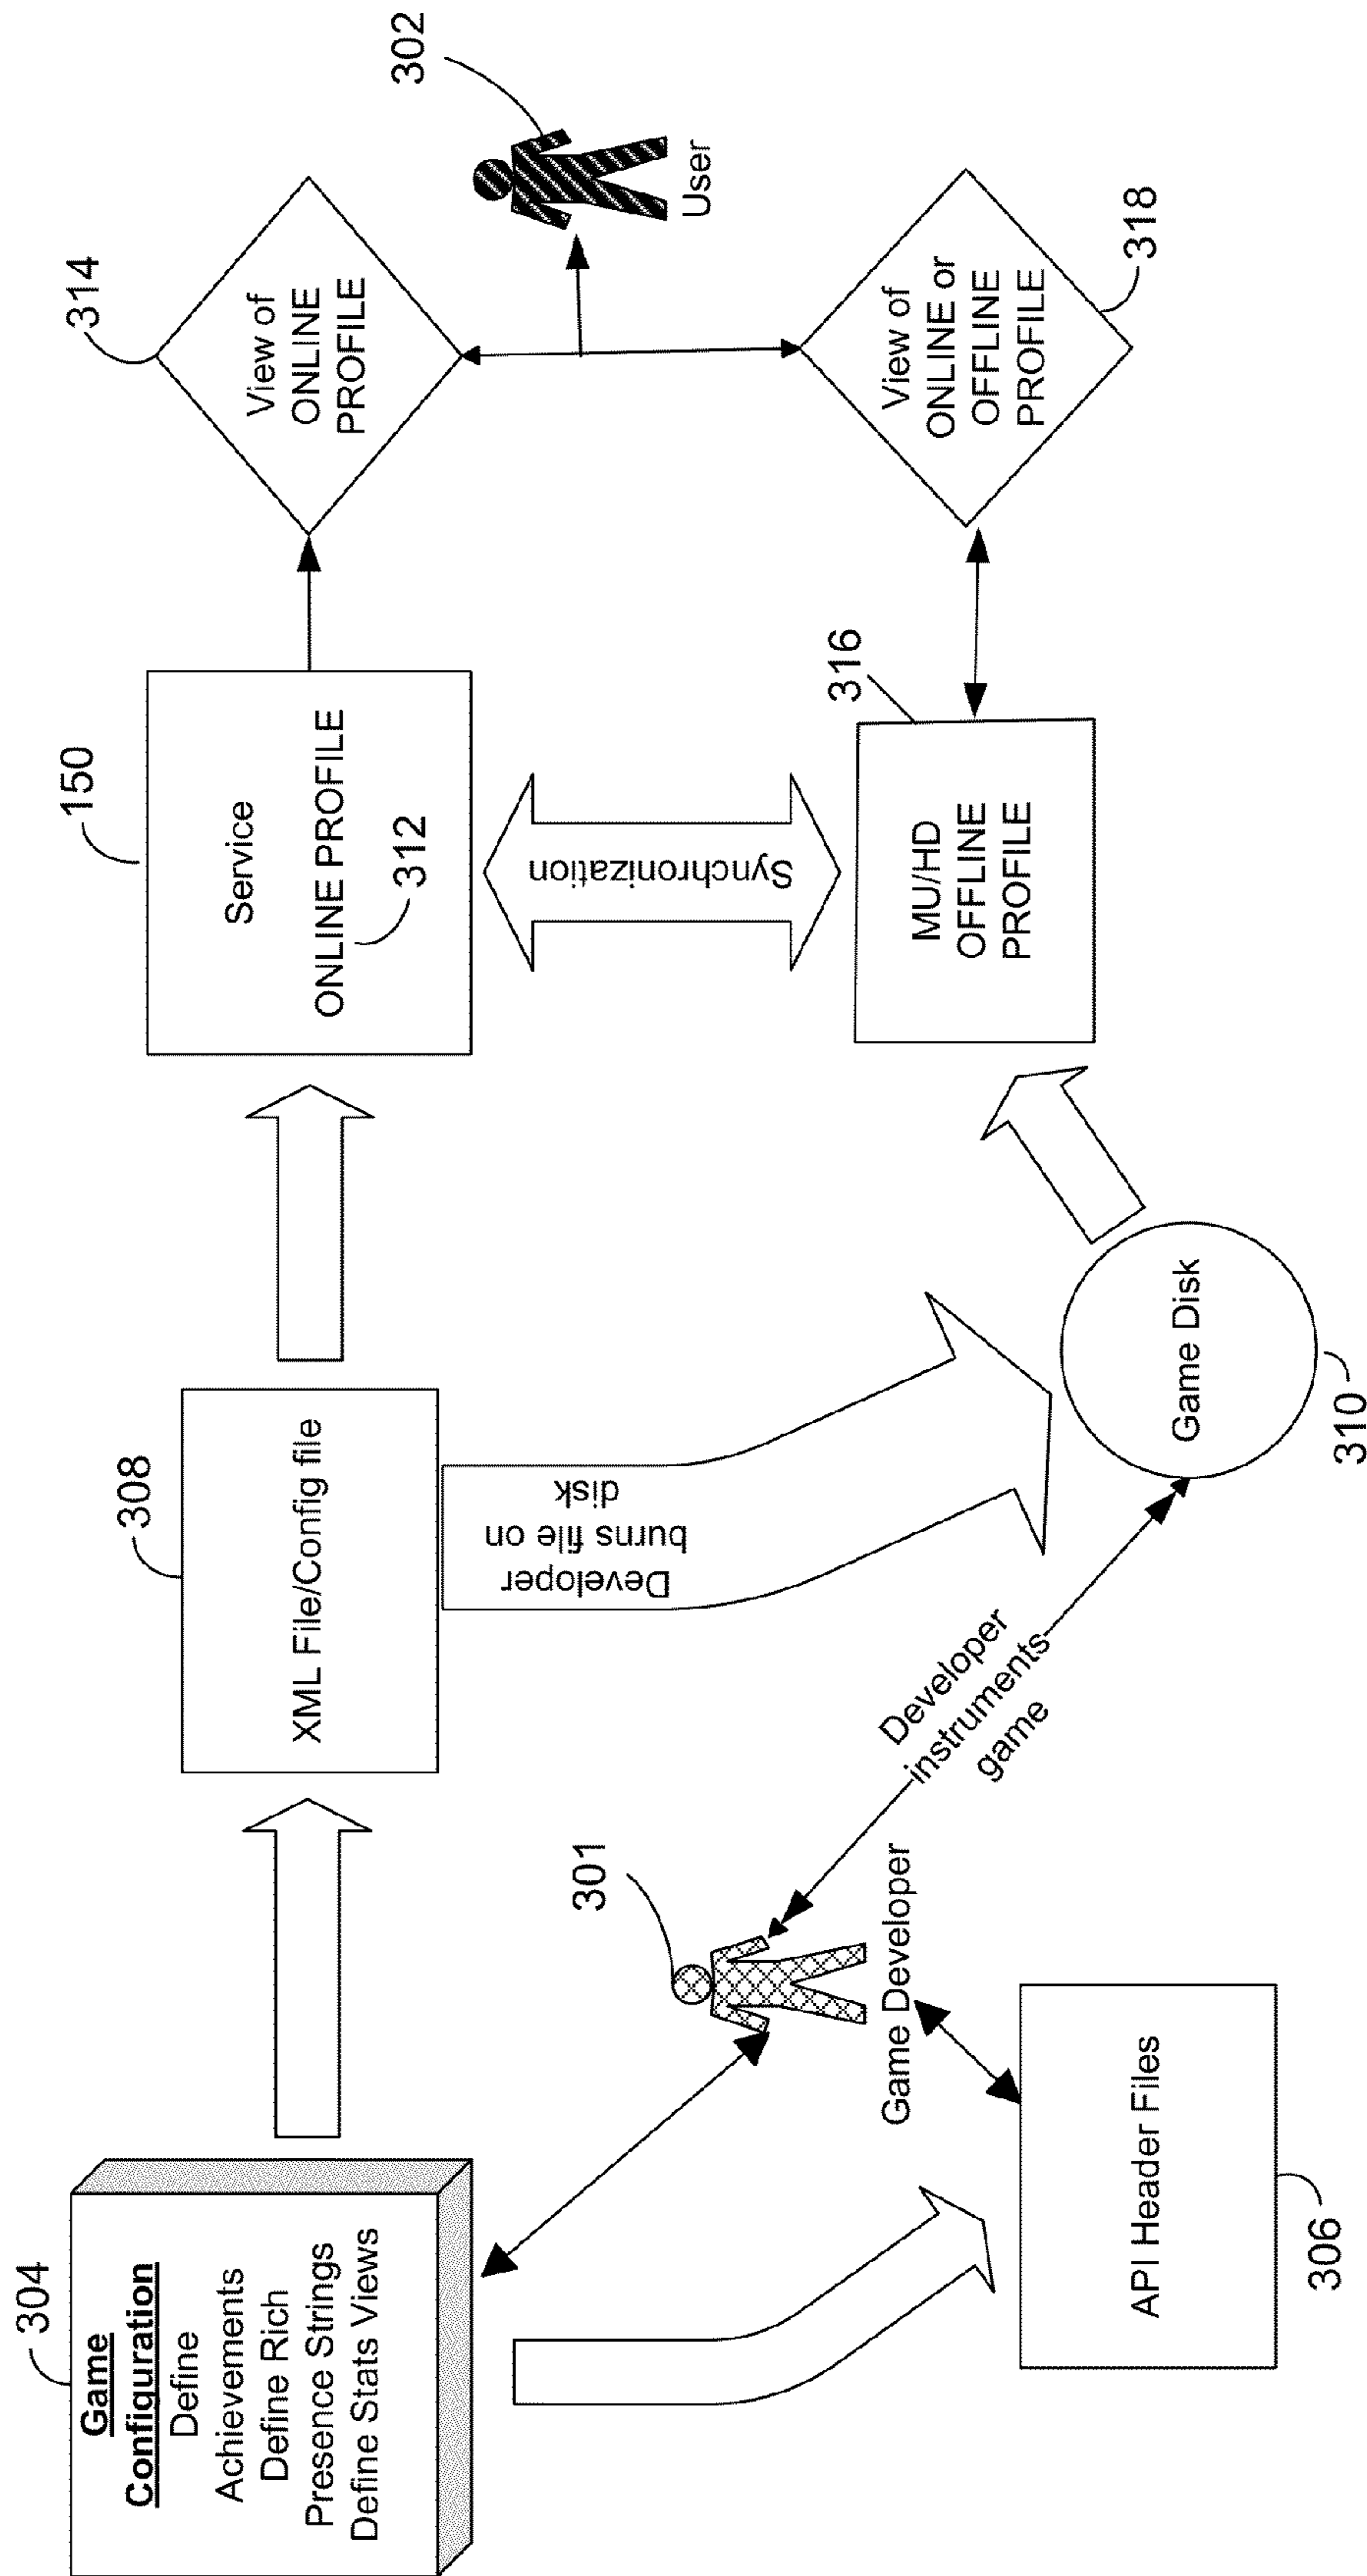 304
Game
Configuration
Define
Achievements
Define Rich
Presence Strings
Define Stats Views
308
XML File/Config file
150
Service
ONLINE PROFILE
312
314
View of
ONLINE
PROFILE
302
User
Developer
burns file on
disk
Synchronization
301
Game Developer
Developer
instruments
game
316
MU/HD
OFFLINE
PROFILE
View of
ONLINE or
OFFLINE
PROFILE
318
API Header Files
306
Game Disk
310